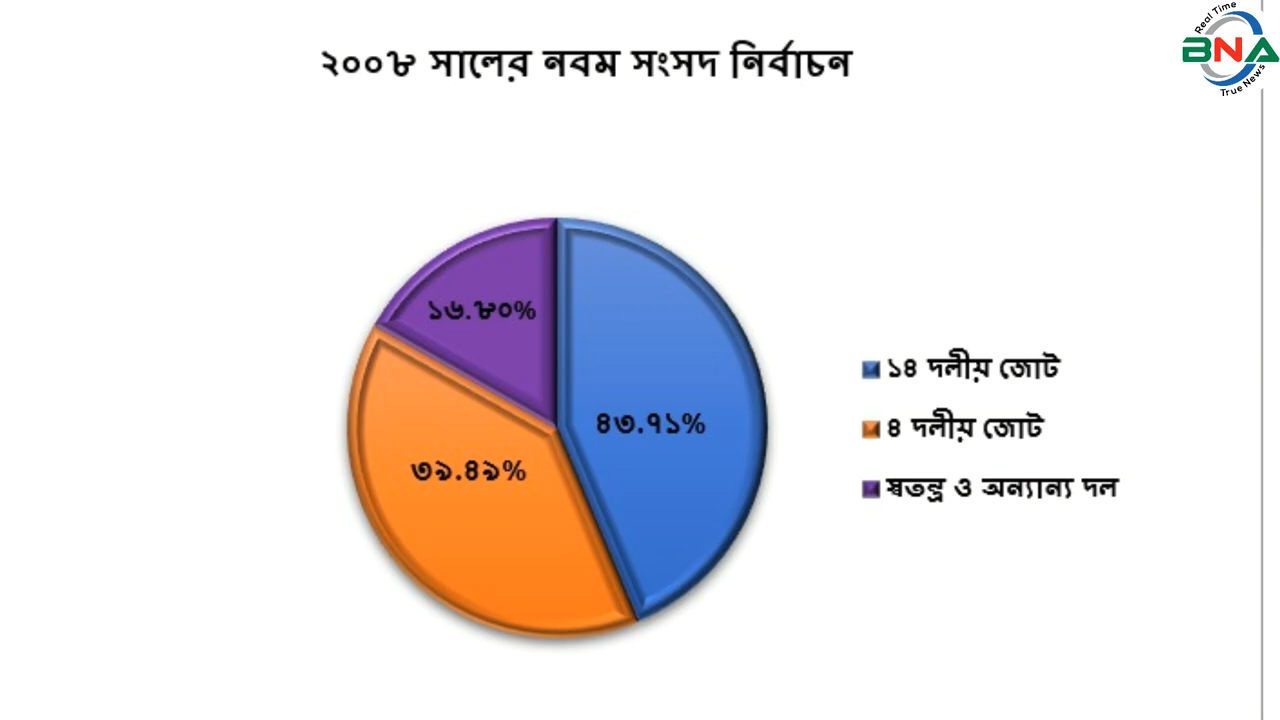 Real Time
BNA
True News
২০০৮ সালের নবম সংসদ নির্বাচন
১৬.৮০%
৪৩.৭১%
৩৯.৪৯%
১৪ দলীয় জোট
৪ দলীয় জোট
স্বতন্ত্র ও অন্যান্য দল